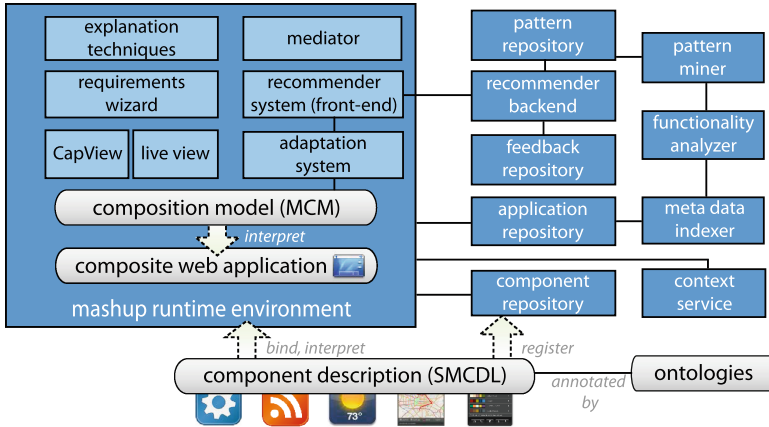 explanation
techniques
mediator
requirements
wizard
recommender
system (front-end)
CapView
live view
adaptation
system
composition model (MCM)
interpret
composite web application
mashup runtime environment
pattern
repository
pattern
miner
recommender
backend
functionality
analyzer
feedback
repository
application
repository
meta data
indexer
component
repository
context
service
bind, interpret
register
component description (SMCDL)
annotated
by
ontologies
73°